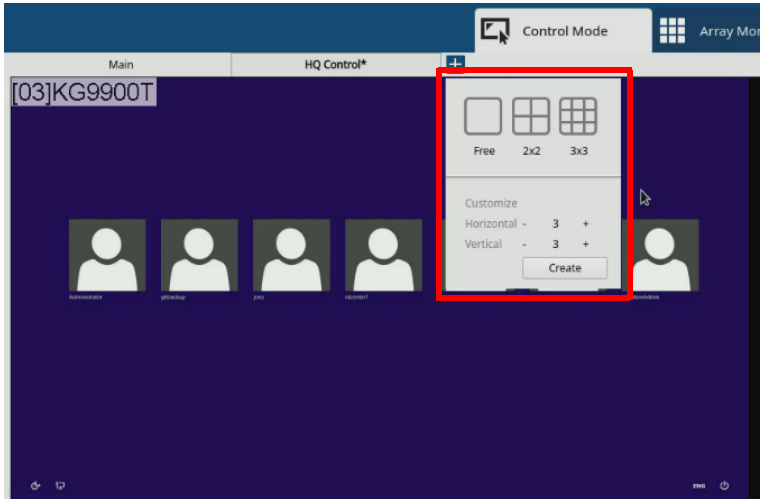 Control Mode
Array Mor
Main
HQ Control*
+
[03]KG9900T
Free 2x2 3x3
Customize
Horizontal - 3 +
Vertical - 3 +
Create
Administrator
ENG